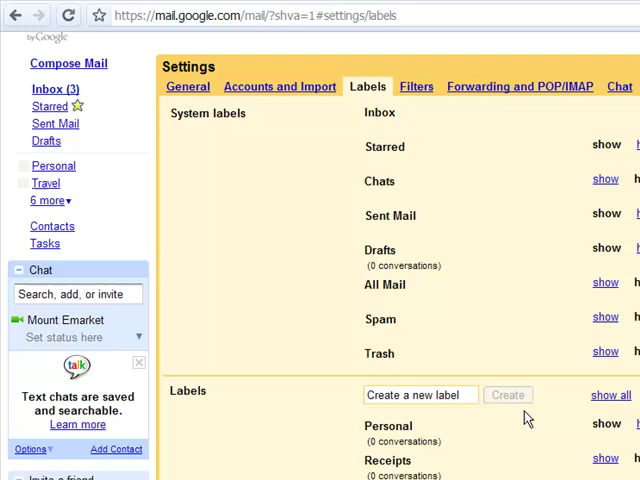 https://mail.google.com/mail/?shva=1#settings/labels
by Google
Compose Mail
Inbox (3)
Starred
Sent Mail
Drafts
Personal
Travel
6 more▾
Contacts
Tasks
Chat
Search, add, or invite
Mount Emarket
Set status here
talk
Text chats are saved
and searchable.
Learn more
Options▾ Add Contact
Invite a friend
Settings
General Accounts and Import Labels Filters Forwarding and POP/IMAP Chat
System labels
Inbox
Starred show h
Chats show h
Sent Mail show h
Drafts show h
(0 conversations)
All Mail show h
Spam show h
Trash show h
Labels Create a new label Create show all
Personal show h
(0 conversations)
Receipts show h
(0 conversations)